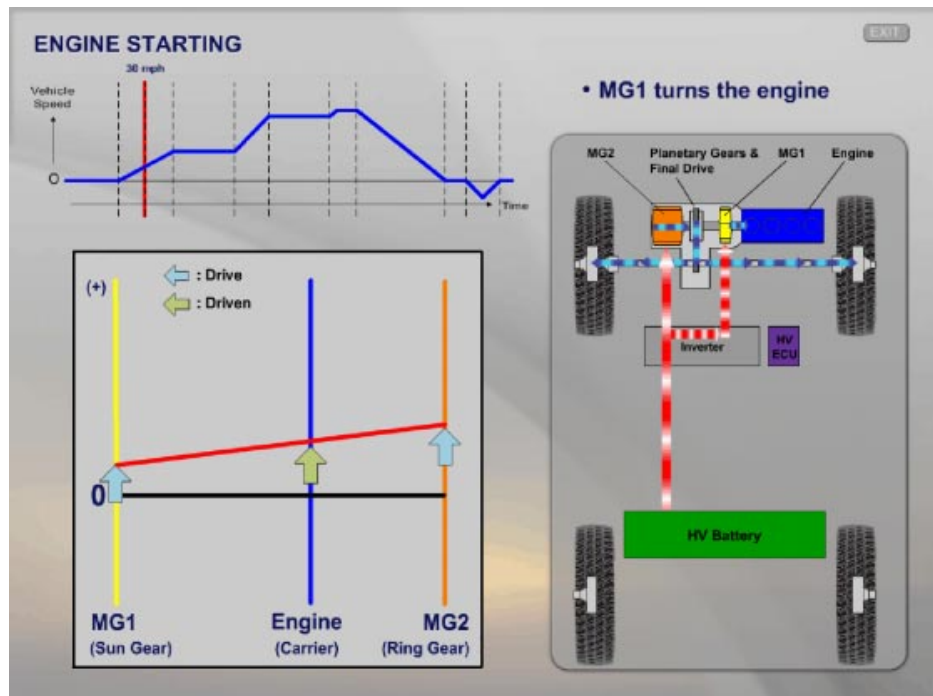 ENGINE STARTING
EXIT
30 mph
Vehicle
Speed
O
Time
• MG1 turns the engine
MG2
Planetary Gears &
Final Drive
MG1
Engine
Inverter
HV
ECU
HV Battery
(+)
: Drive
: Driven
0
MG1
(Sun Gear)
Engine
(Carrier)
MG2
(Ring Gear)